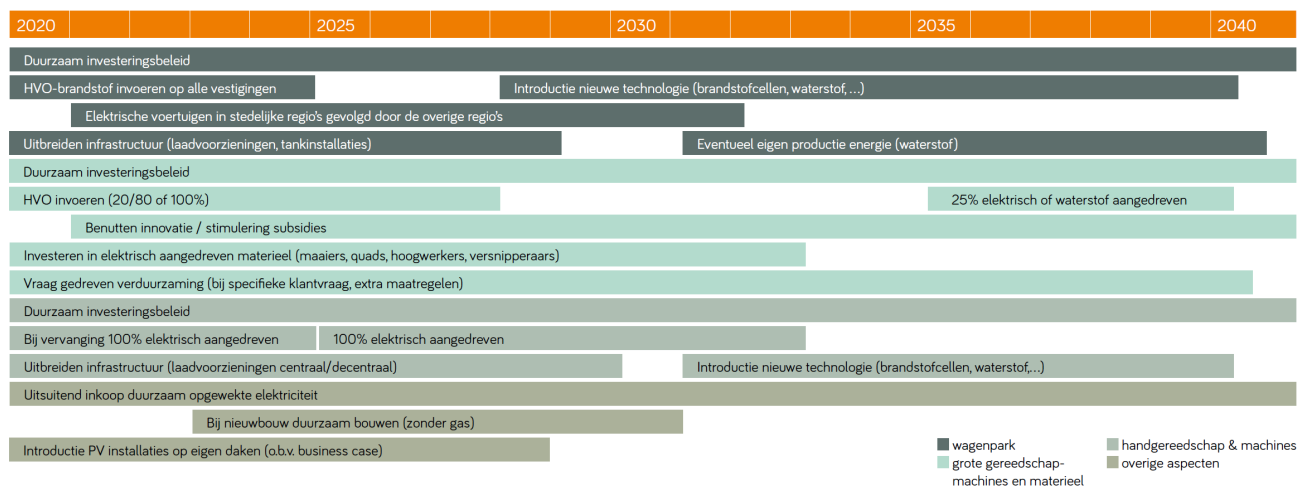 2020 2025 2030 2035 2040
Duurzaam investeringsbeleid
HVO-brandstof invoeren op alle vestigingen Introductie nieuwe technologie (brandstofcellen, waterstof, ...)
Elektrische voertuigen in stedelijke regio's gevolgd door de overige regio's
Uitbreiden infrastructuur (laadvoorzieningen, tankinstallaties) Eventueel eigen productie energie (waterstof)
Duurzaam investeringsbeleid
HVO invoeren (20/80 of 100%) 25% elektrisch of waterstof aangedreven
Benutten innovatie / stimulering subsidies
Investeren in elektrisch aangedreven materieel (maaiers, quads, hoogwerkers, versnipperaars)
Vraag gedreven verduurzaming (bij specifieke klantvraag, extra maatregelen)
Duurzaam investeringsbeleid
Bij vervanging 100% elektrisch aangedreven 100% elektrisch aangedreven
Uitbreiden infrastructuur (laadvoorzieningen centraal/decentraal) Introductie nieuwe technologie (brandstofcellen, waterstof,...)
Uitsuitend inkoop duurzaam opgewekte elektriciteit
Bij nieuwbouw duurzaam bouwen (zonder gas)
Introductie PV installaties op eigen daken (o.b.v. business case)
wagenpark
grote gereedschap-
machines en materieel
handgereedschap & machines
overige aspecten